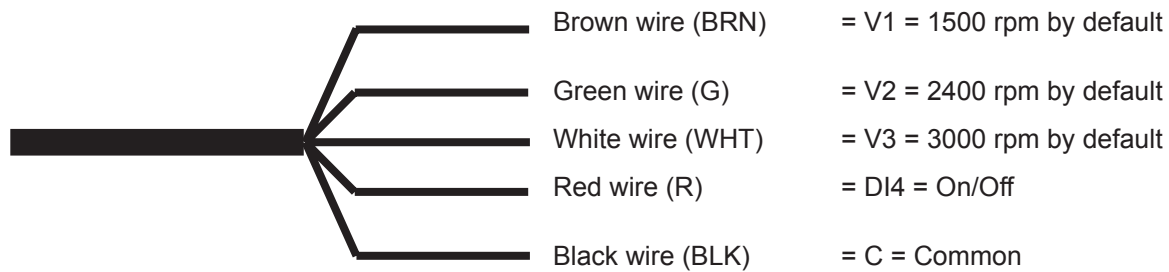 Brown wire (BRN) = V1 = 1500 rpm by default
Green wire (G) = V2 = 2400 rpm by default
White wire (WHT) = V3 = 3000 rpm by default
Red wire (R) = DI4 = On/Off
Black wire (BLK) = C = Common